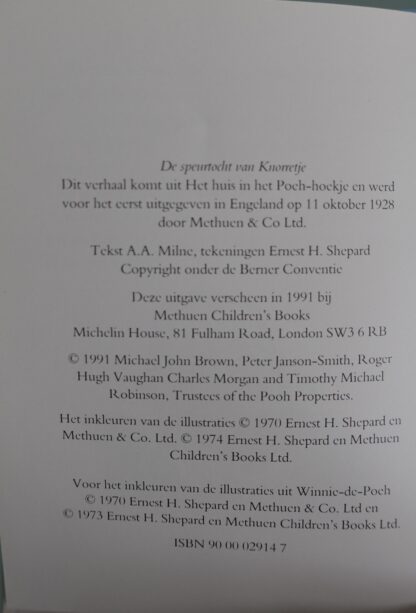 De speurtocht van Knorretje
Dit verhaal komt uit Het huis in het Poeh-hoekje en werd
voor het eerst uitgegeven in Engeland op 11 oktober 1928
door Methuen & Co Ltd.
Tekst A.A. Milne, tekeningen Ernest H. Shepard
Copyright onder de Berner Conventie
Deze uitgave verscheen in 1991 bij
Methuen Children's Books
Michelin House, 81 Fulham Road, London SW3 6 RB
© 1991 Michael John Brown, Peter Janson-Smith, Roger
Hugh Vaughan Charles Morgan and Timothy Michael
Robinson, Trustees of the Pooh Properties.
Het inkleuren van de illustraties © 1970 Ernest H. Shepard en
Methuen & Co. Ltd. © 1974 Ernest H. Shepard en Methuen
Children's Books Ltd.
Voor het inkleuren van de illustraties uit Winnie-de-Poeh
© 1970 Ernest H. Shepard en Methuen & Co Ltd en
© 1973 Ernest H. Shepard en Methuen Children's Books Ltd.
ISBN 90 00 02914 7